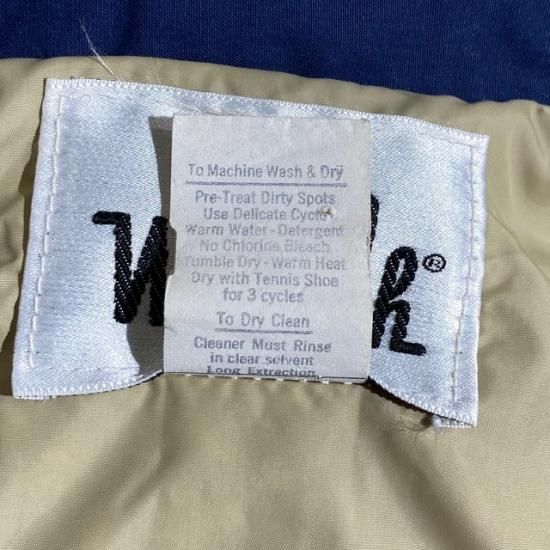 To Machine Wash & Dry
Pre-Treat Dirty Spots
Use Delicate Cycle
Warm Water - Detergent
No Chlorine Bleach
Tumble Dry - Warm Heat
Dry with Tennis Shoe
for 3 cycles
To Dry Clean
Cleaner Must Rinse
in clear solvent
Long Extraction
®